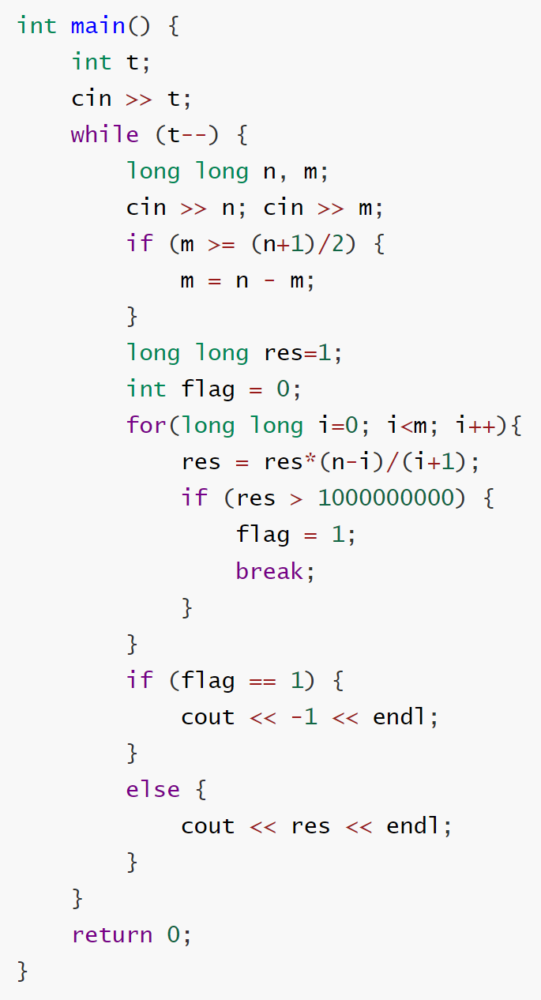 int main() {
    int t;
    cin >> t;
    while (t--) {
        long long n, m;
        cin >> n; cin >> m;
        if (m >= (n+1)/2) {
            m = n - m;
        }
        long long res=1;
        int flag = 0;
        for(long long i=0; i<m; i++){
            res = res*(n-i)/(i+1);
            if (res > 1000000000) {
                flag = 1;
                break;
            }
        }
        if (flag == 1) {
            cout << -1 << endl;
        }
        else {
            cout << res << endl;
        }
    }
    return 0;
}